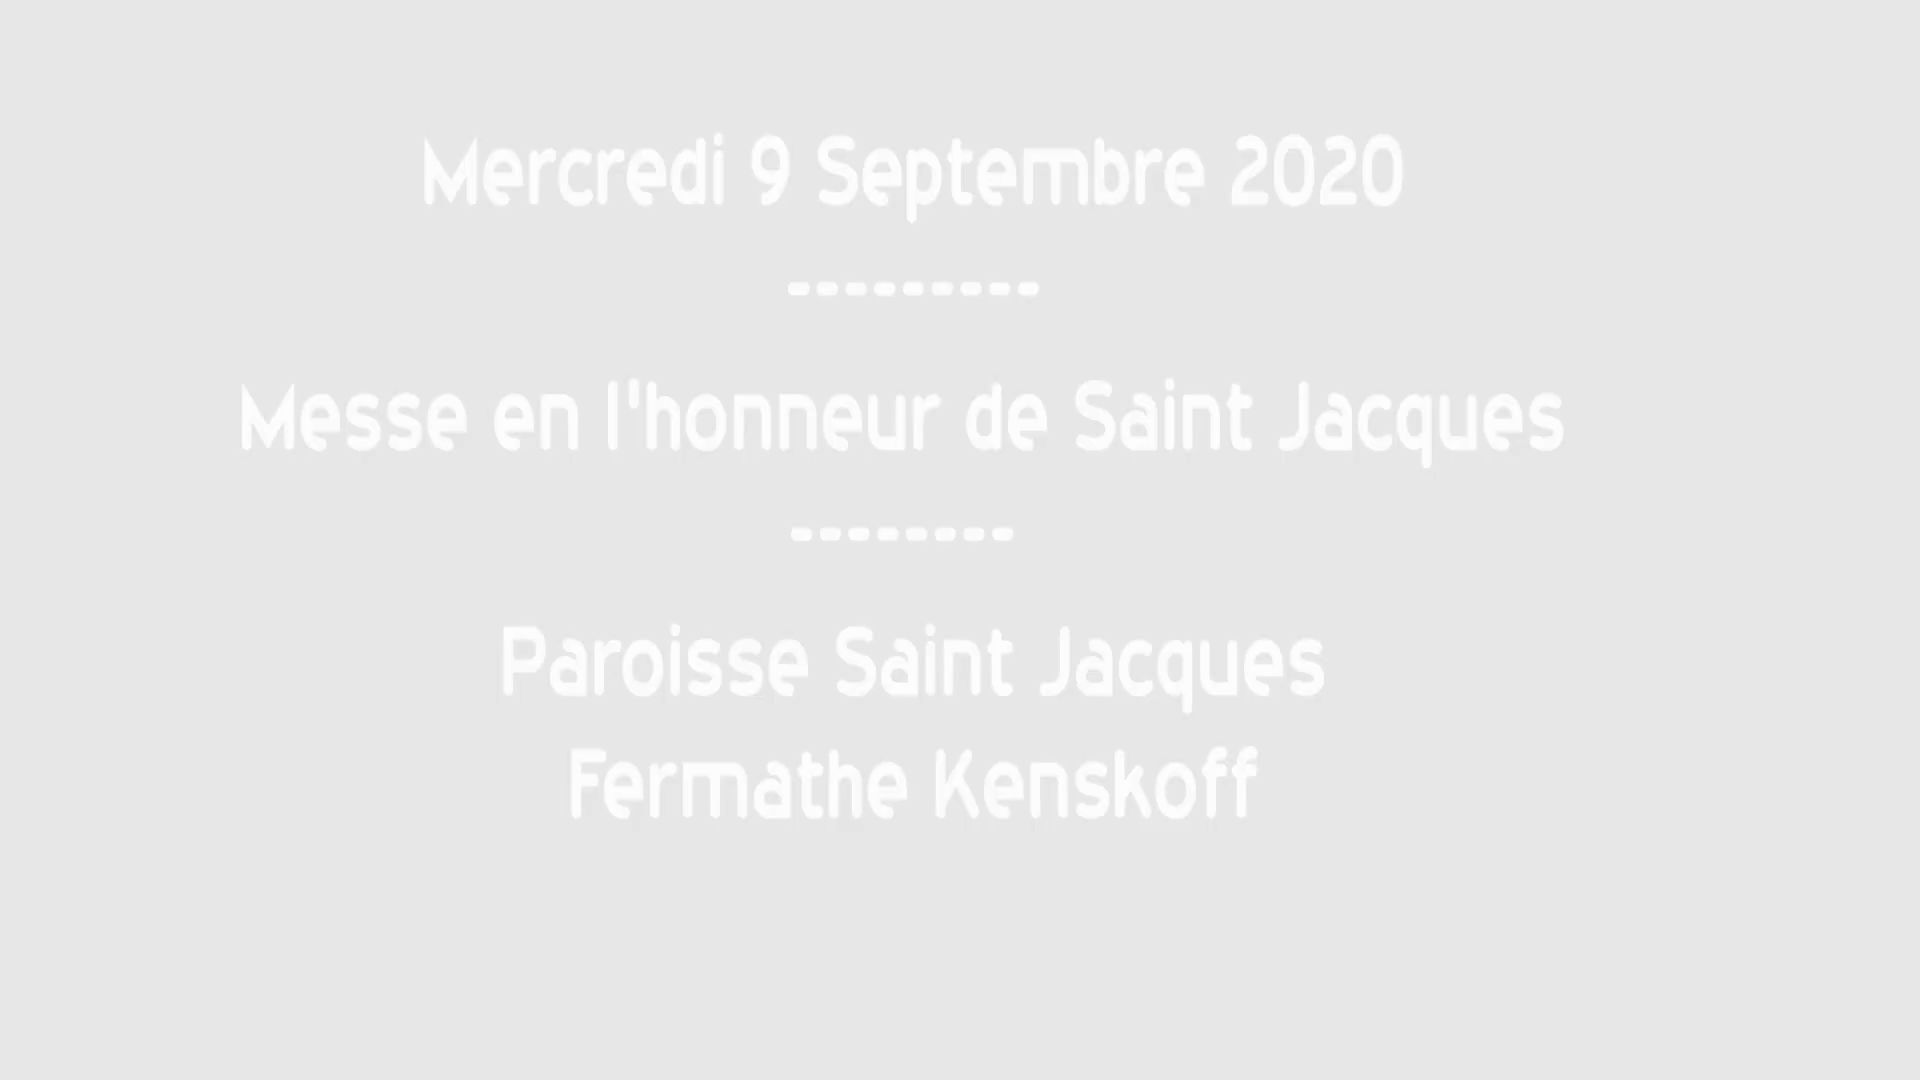 Mercredi 9 Septembre 2020
---------
Messe en l'honneur de Saint Jacques
--------
Paroisse Saint Jacques
Fermathe Kenskoff